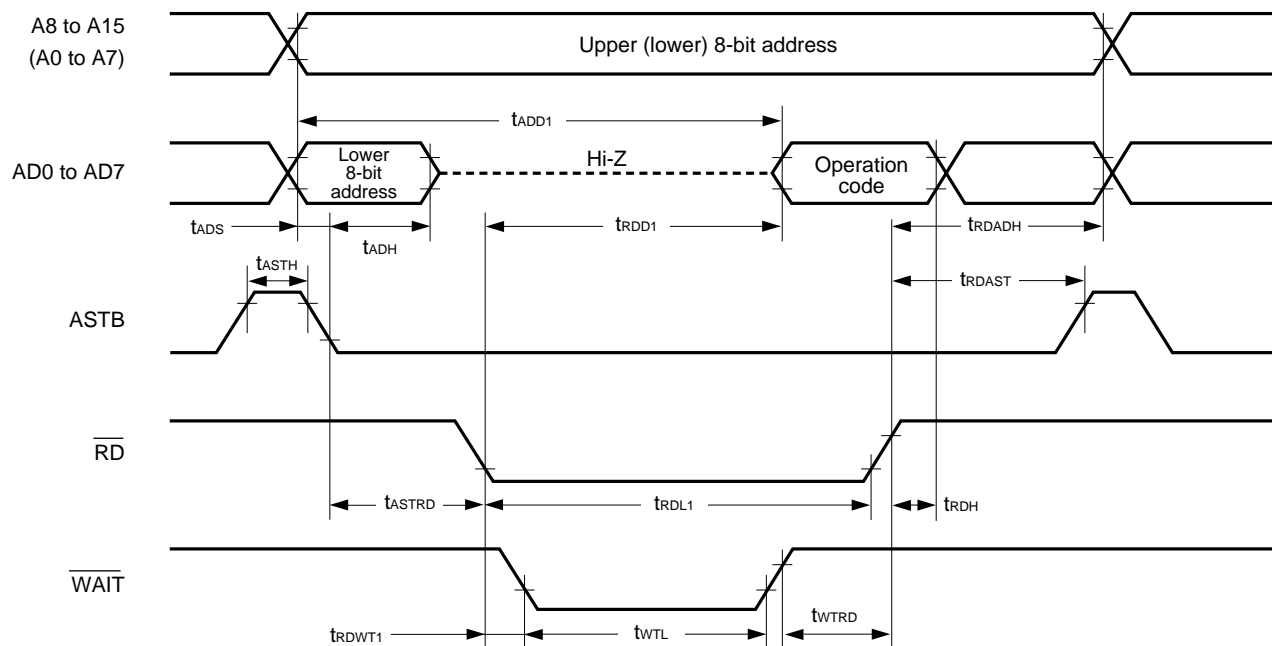 A8 to A15
(A0 to A7)
Upper (lower) 8-bit address
tADD1
AD0 to AD7
Lower
8-bit
address
Hi-Z
Operation
code
tADS
tADH
tRDD1
tRDADH
tASTH
tRDAST
ASTB
RD
tASTRD
tRDL1
tRDH
WAIT
tRDWT1
tWTL
tWTRD